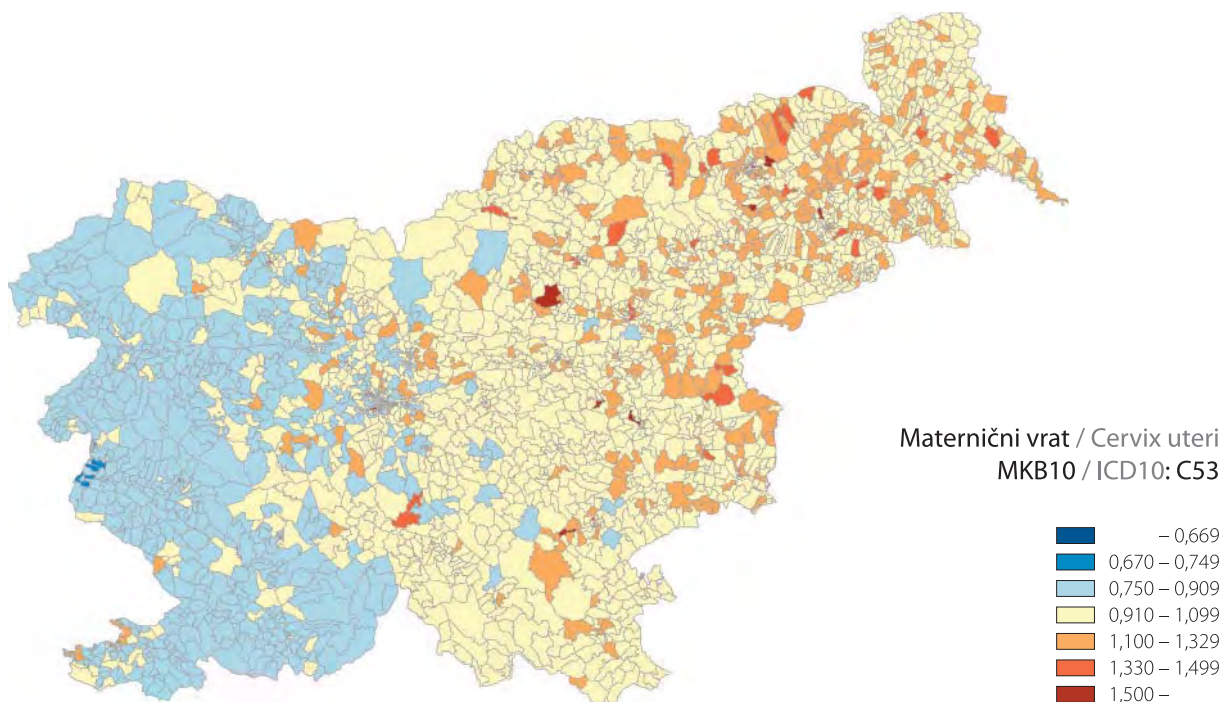 Maternični vrat / Cervix uteri
MKB10 / ICD10: C53
– 0,669
0,670 – 0,749
0,750 – 0,909
0,910 – 1,099
1,100 – 1,329
1,330 – 1,499
1,500 –